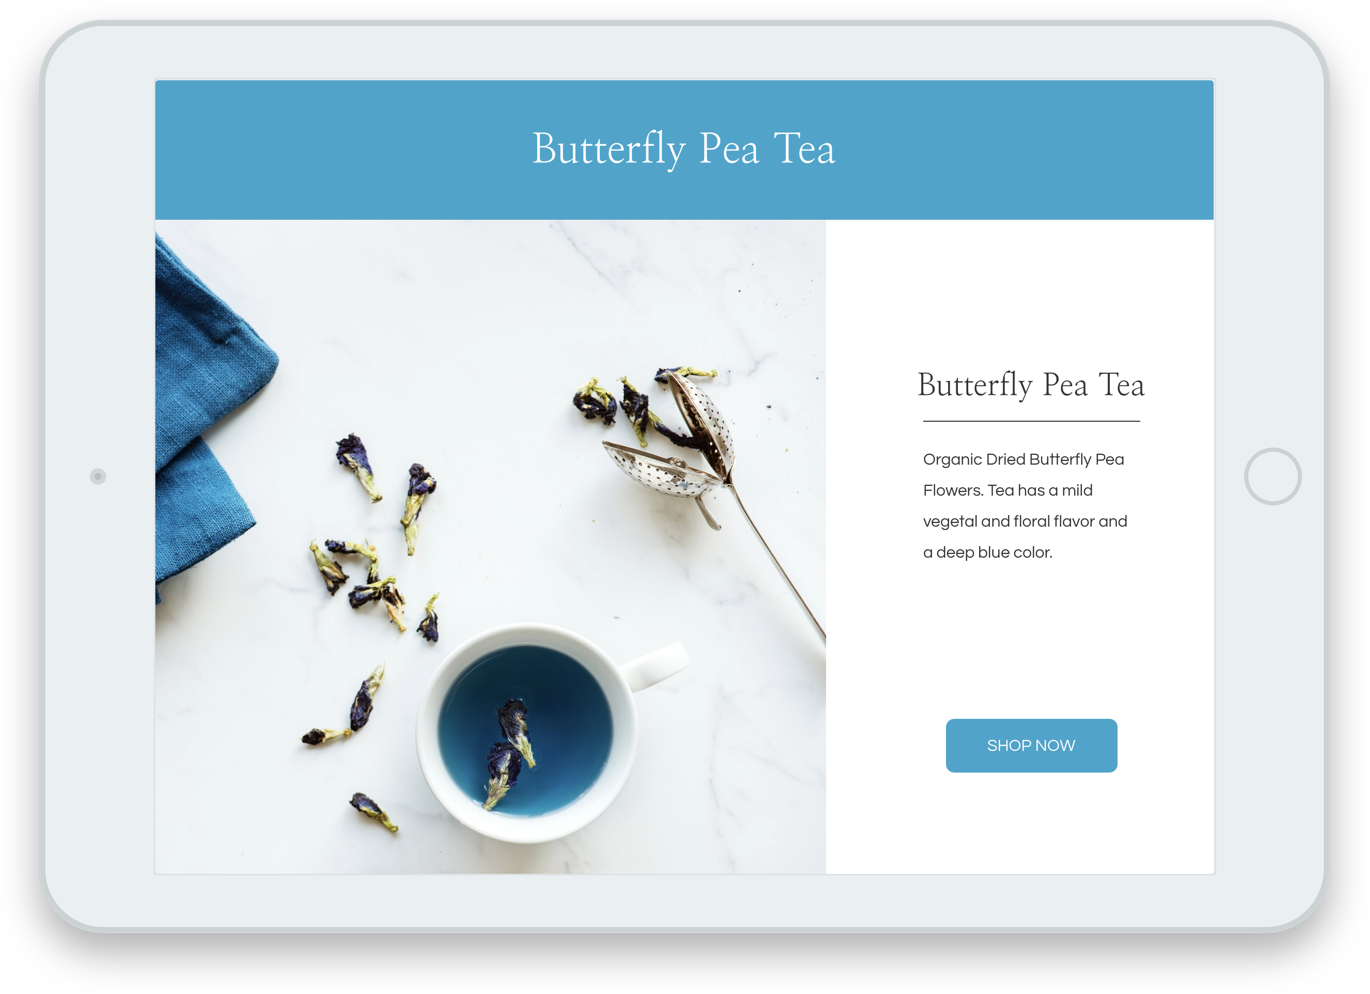 Butterfly Pea Tea
Butterfly Pea Tea
Organic Dried Butterfly Pea
Flowers. Tea has a mild
vegetal and floral flavor and
a deep blue color.
SHOP NOW